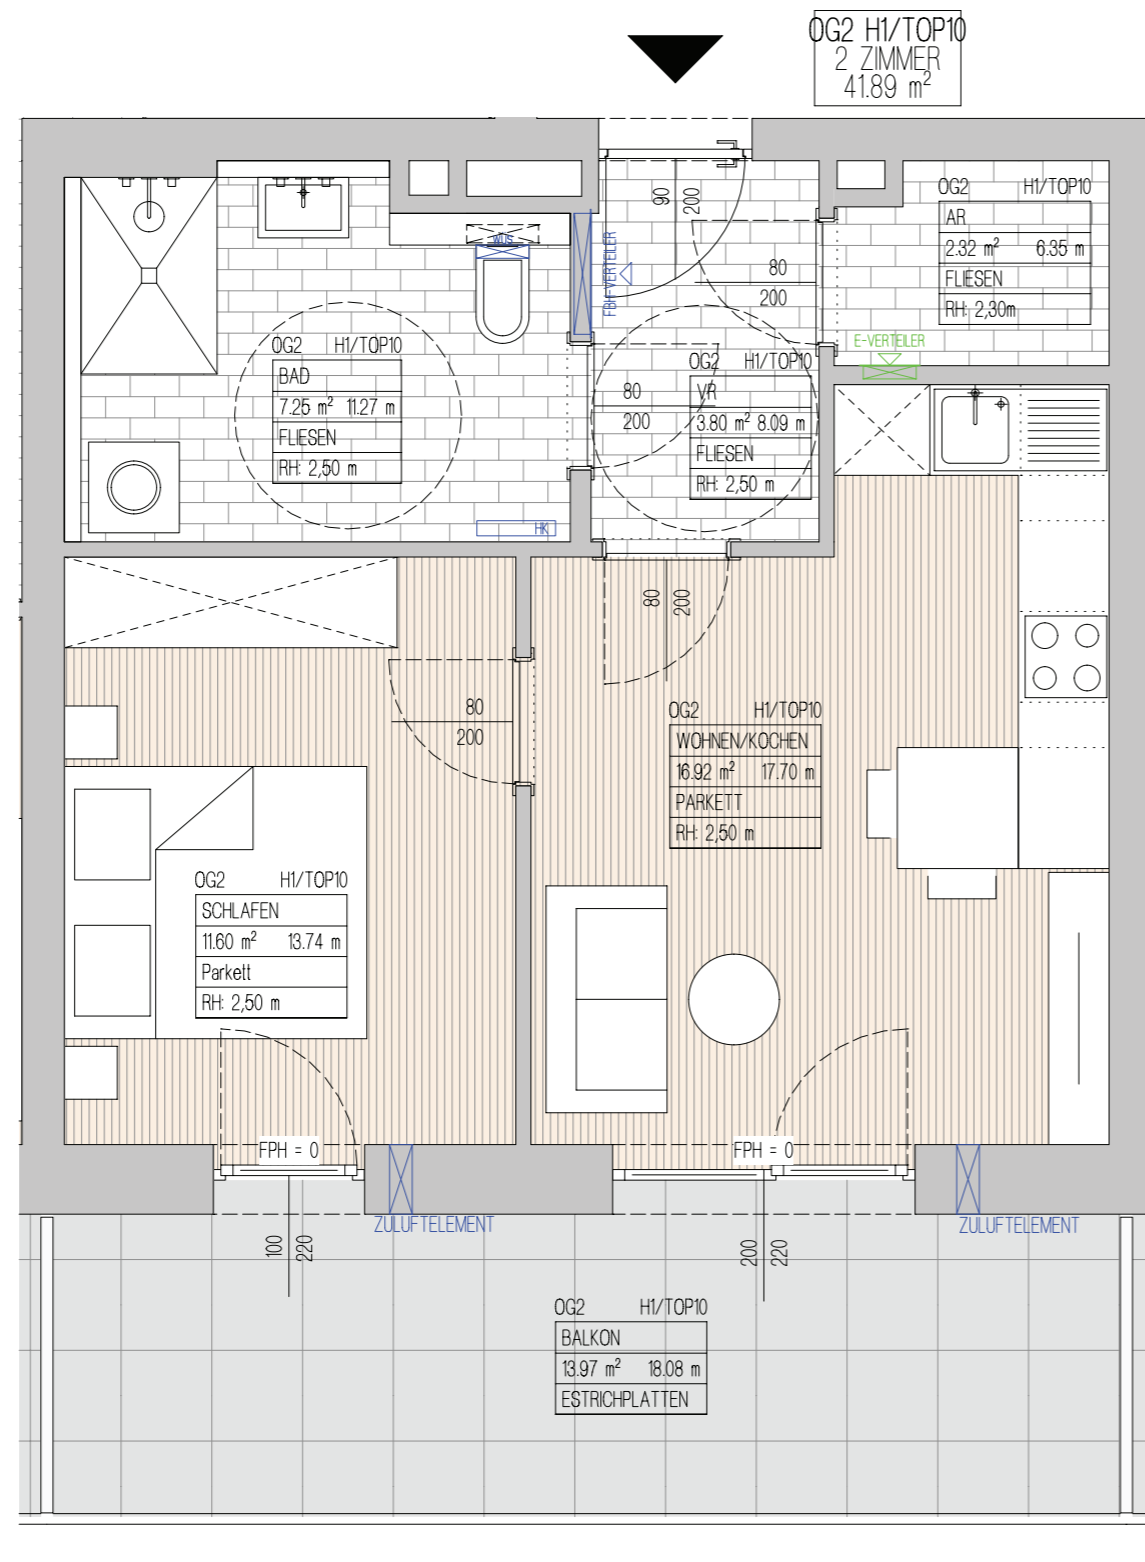 OG2 H1/TOP10
2 ZIMMER
41.89 m²
90
200
OG2 H1/TOP10
AR
2.32 m² 6.35 m
FLIESEN
RH: 2,30m
WUS
FBH-VERTEILER
80
200
E-VERTEILER
OG2 H1/TOP10
BAD
7.25 m² 11.27 m
FLIESEN
RH: 2,50 m
80
200
OG2 H1/TOP10
VR
3.80 m² 8.09 m
FLIESEN
RH: 2,50 m
HK
80
200
80
200
OG2 H1/TOP10
WOHNEN/KOCHEN
16.92 m² 17.70 m
PARKETT
RH: 2,50 m
OG2 H1/TOP10
SCHLAFEN
11.60 m² 13.74 m
Parkett
RH: 2,50 m
FPH = 0
FPH = 0
ZULUFTELEMENT
ZULUFTELEMENT
100
220
200
220
OG2 H1/TOP10
BALKON
13.97 m² 18.08 m
ESTRICHPLATTEN